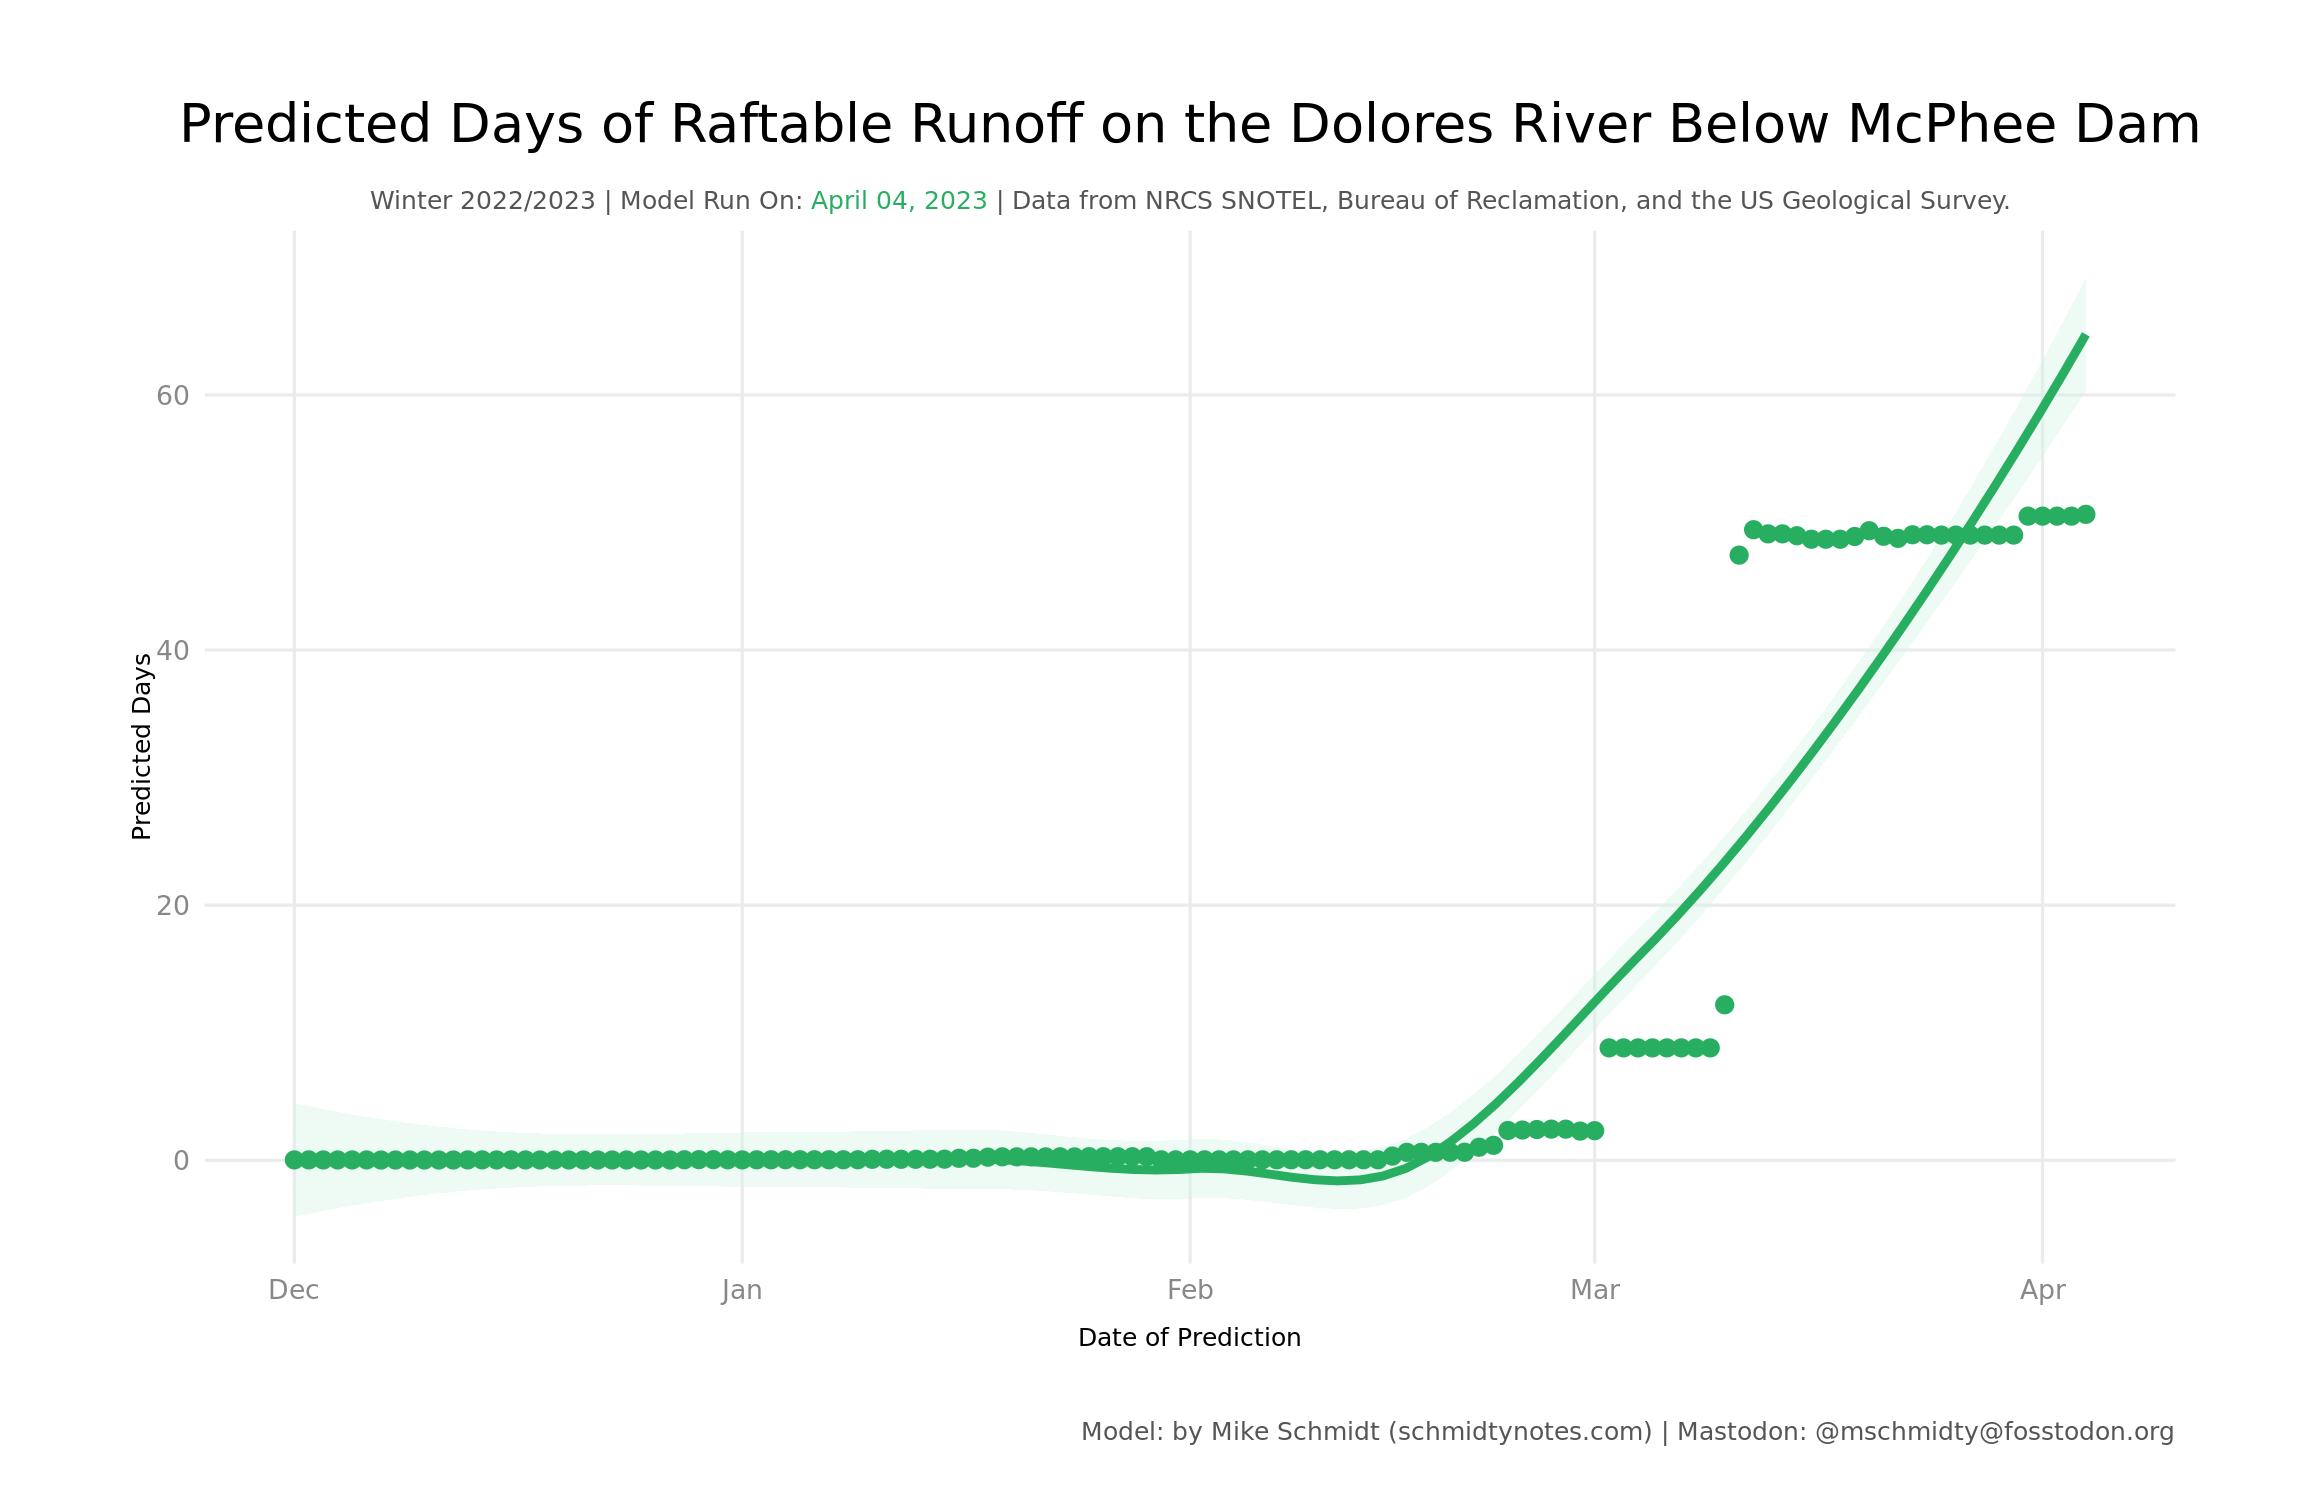 Predicted Days of Raftable Runoff on the Dolores River Below McPhee Dam
Winter 2022/2023 | Model Run On: April 04, 2023 | Data from NRCS SNOTEL, Bureau of Reclamation, and the US Geological Survey.
60
40
20
0
Predicted Days
Dec Jan Feb Mar Apr
Date of Prediction
Model: by Mike Schmidt (schmidtynotes.com) | Mastodon: @mschmidty@fosstodon.org